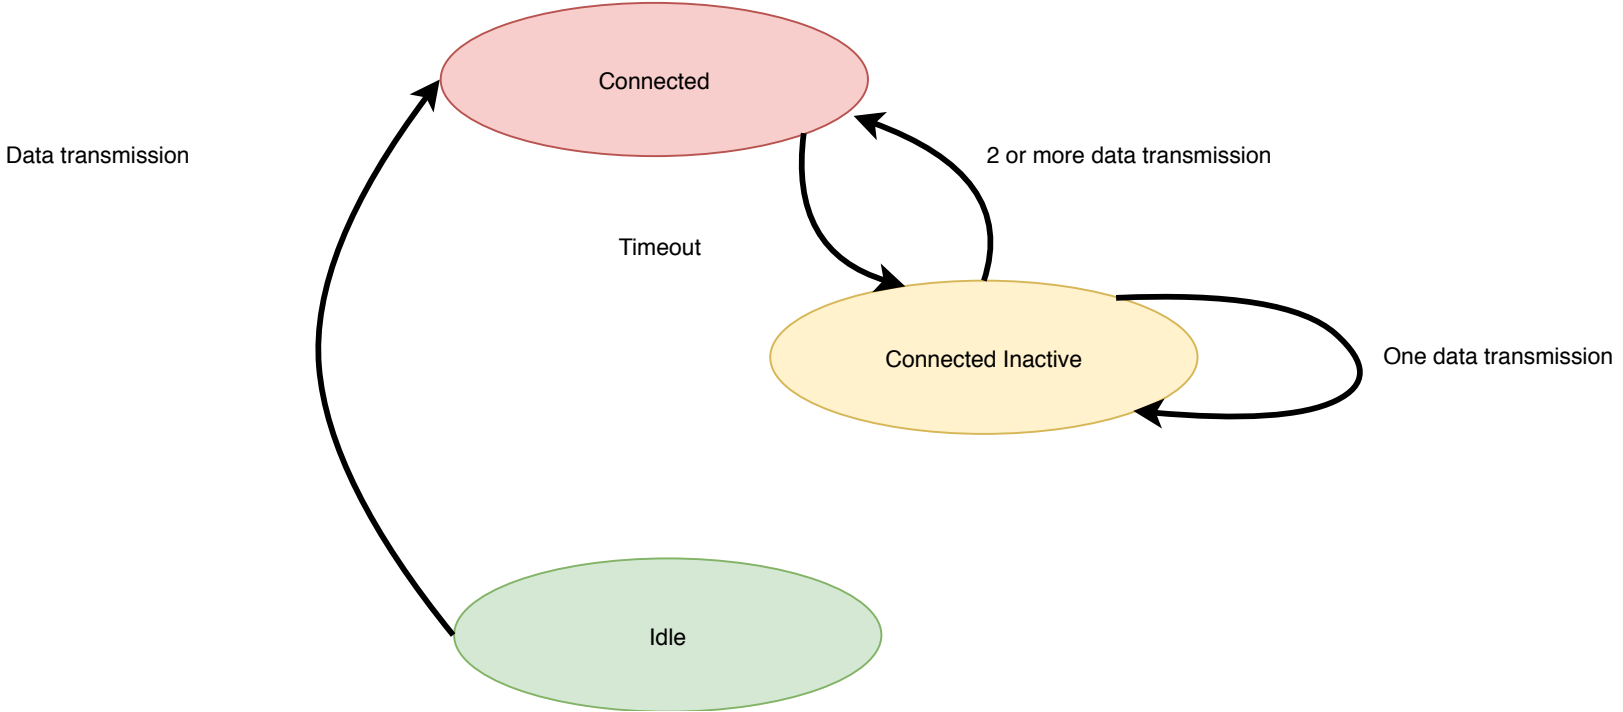 Connected
Data transmission
2 or more data transmission
Timeout
Connected Inactive
One data transmission
Idle